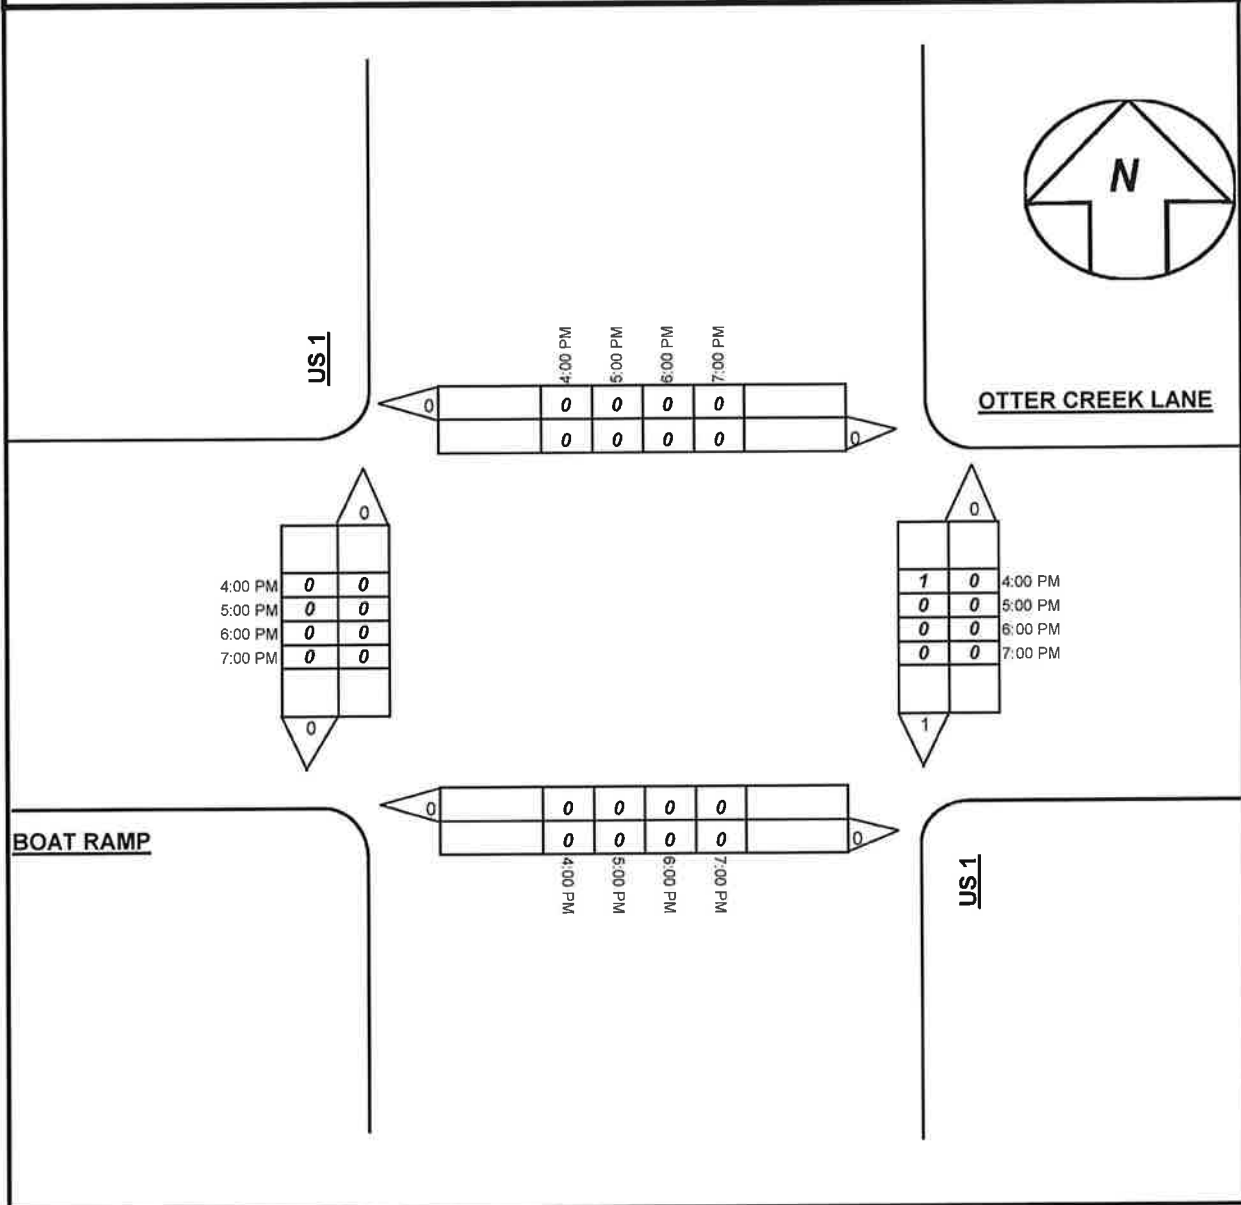 N
US 1
4:00 PM 5:00 PM 6:00 PM 7:00 PM
OTTER CREEK LANE
0 0 0 0 0
0 0 0 0 0
0
0
4:00 PM 0 0
5:00 PM 0 0
6:00 PM 0 0
7:00 PM 0 0
0
1 0 4:00 PM
0 0 5:00 PM
0 0 6:00 PM
0 0 7:00 PM
1
0 0 0 0 0
0 0 0 0 0
4:00 PM 5:00 PM 6:00 PM 7:00 PM
BOAT RAMP
US 1